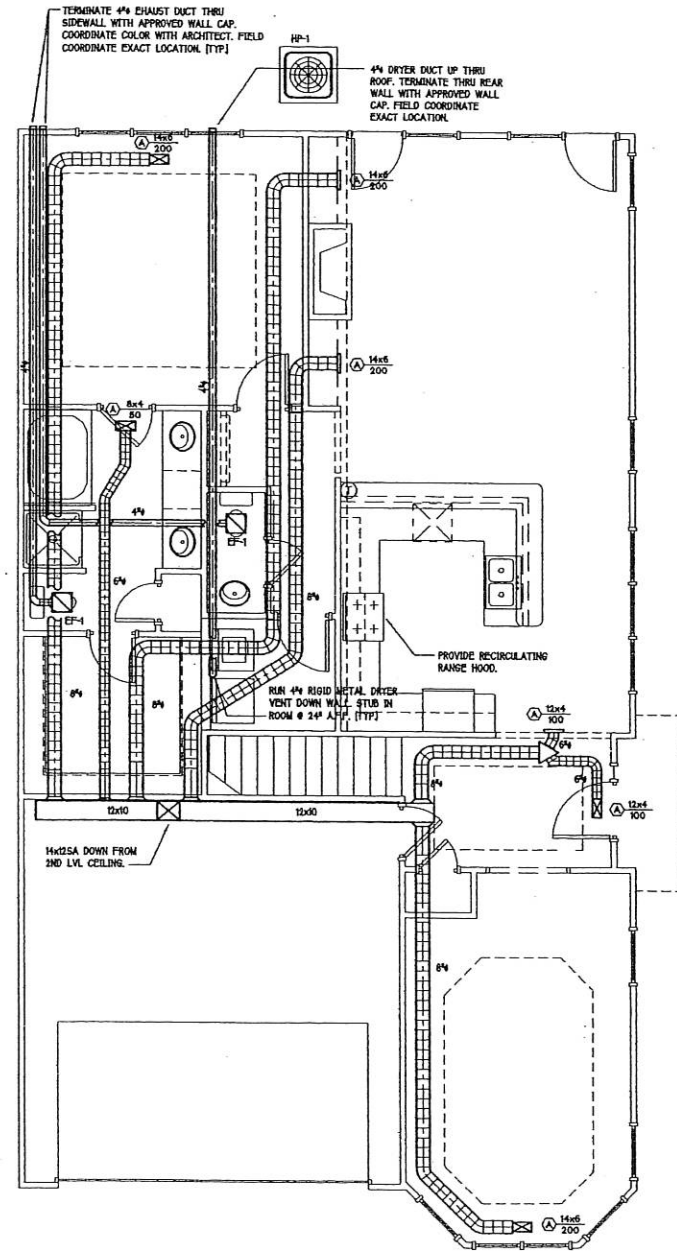 TERMINATE 4"ø EHAUST DUCT THRU
SIDEWALL WITH APPROVED WALL CAP.
COORDINATE COLOR WITH ARCHITECT. FIELD
COORDINATE EXACT LOCATION. [TYP]
HP-1
4"ø DRYER DUCT UP THRU
ROOF. TERMINATE THRU REAR
WALL WITH APPROVED WALL
CAP. FIELD COORDINATE
EXACT LOCATION.
A 14x6
200
A 14x6
200
A 14x6
200
4"ø
4"ø
A 8x4
50
T
4"ø
EF-1
6"ø
8"ø
EF-1
PROVIDE RECIRCULATING
RANGE HOOD.
8"ø
8"ø
RUN 4"ø RIGID METAL DRYER
VENT DOWN WALL. STUB IN
ROOM @ 24" A.F.F. [TYP]
A 12x4
100
6"ø
6"ø
8"ø
A 12x4
100
12x10
12x10
14x12SA DOWN FROM
2ND LVL CEILING.
8"ø
A 14x6
200